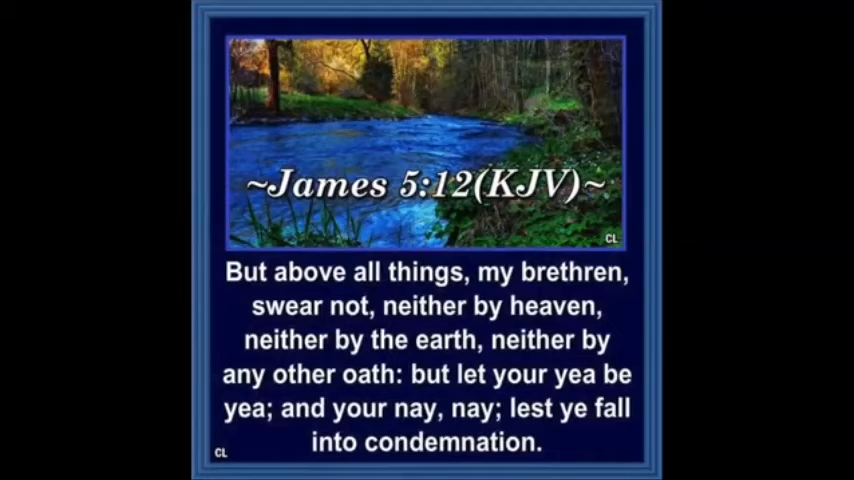 ~James 5:12(KJV)~
CL
But above all things, my brethren,
swear not, neither by heaven,
neither by the earth, neither by
any other oath: but let your yea be
yea; and your nay, nay; lest ye fall
into condemnation.
CL